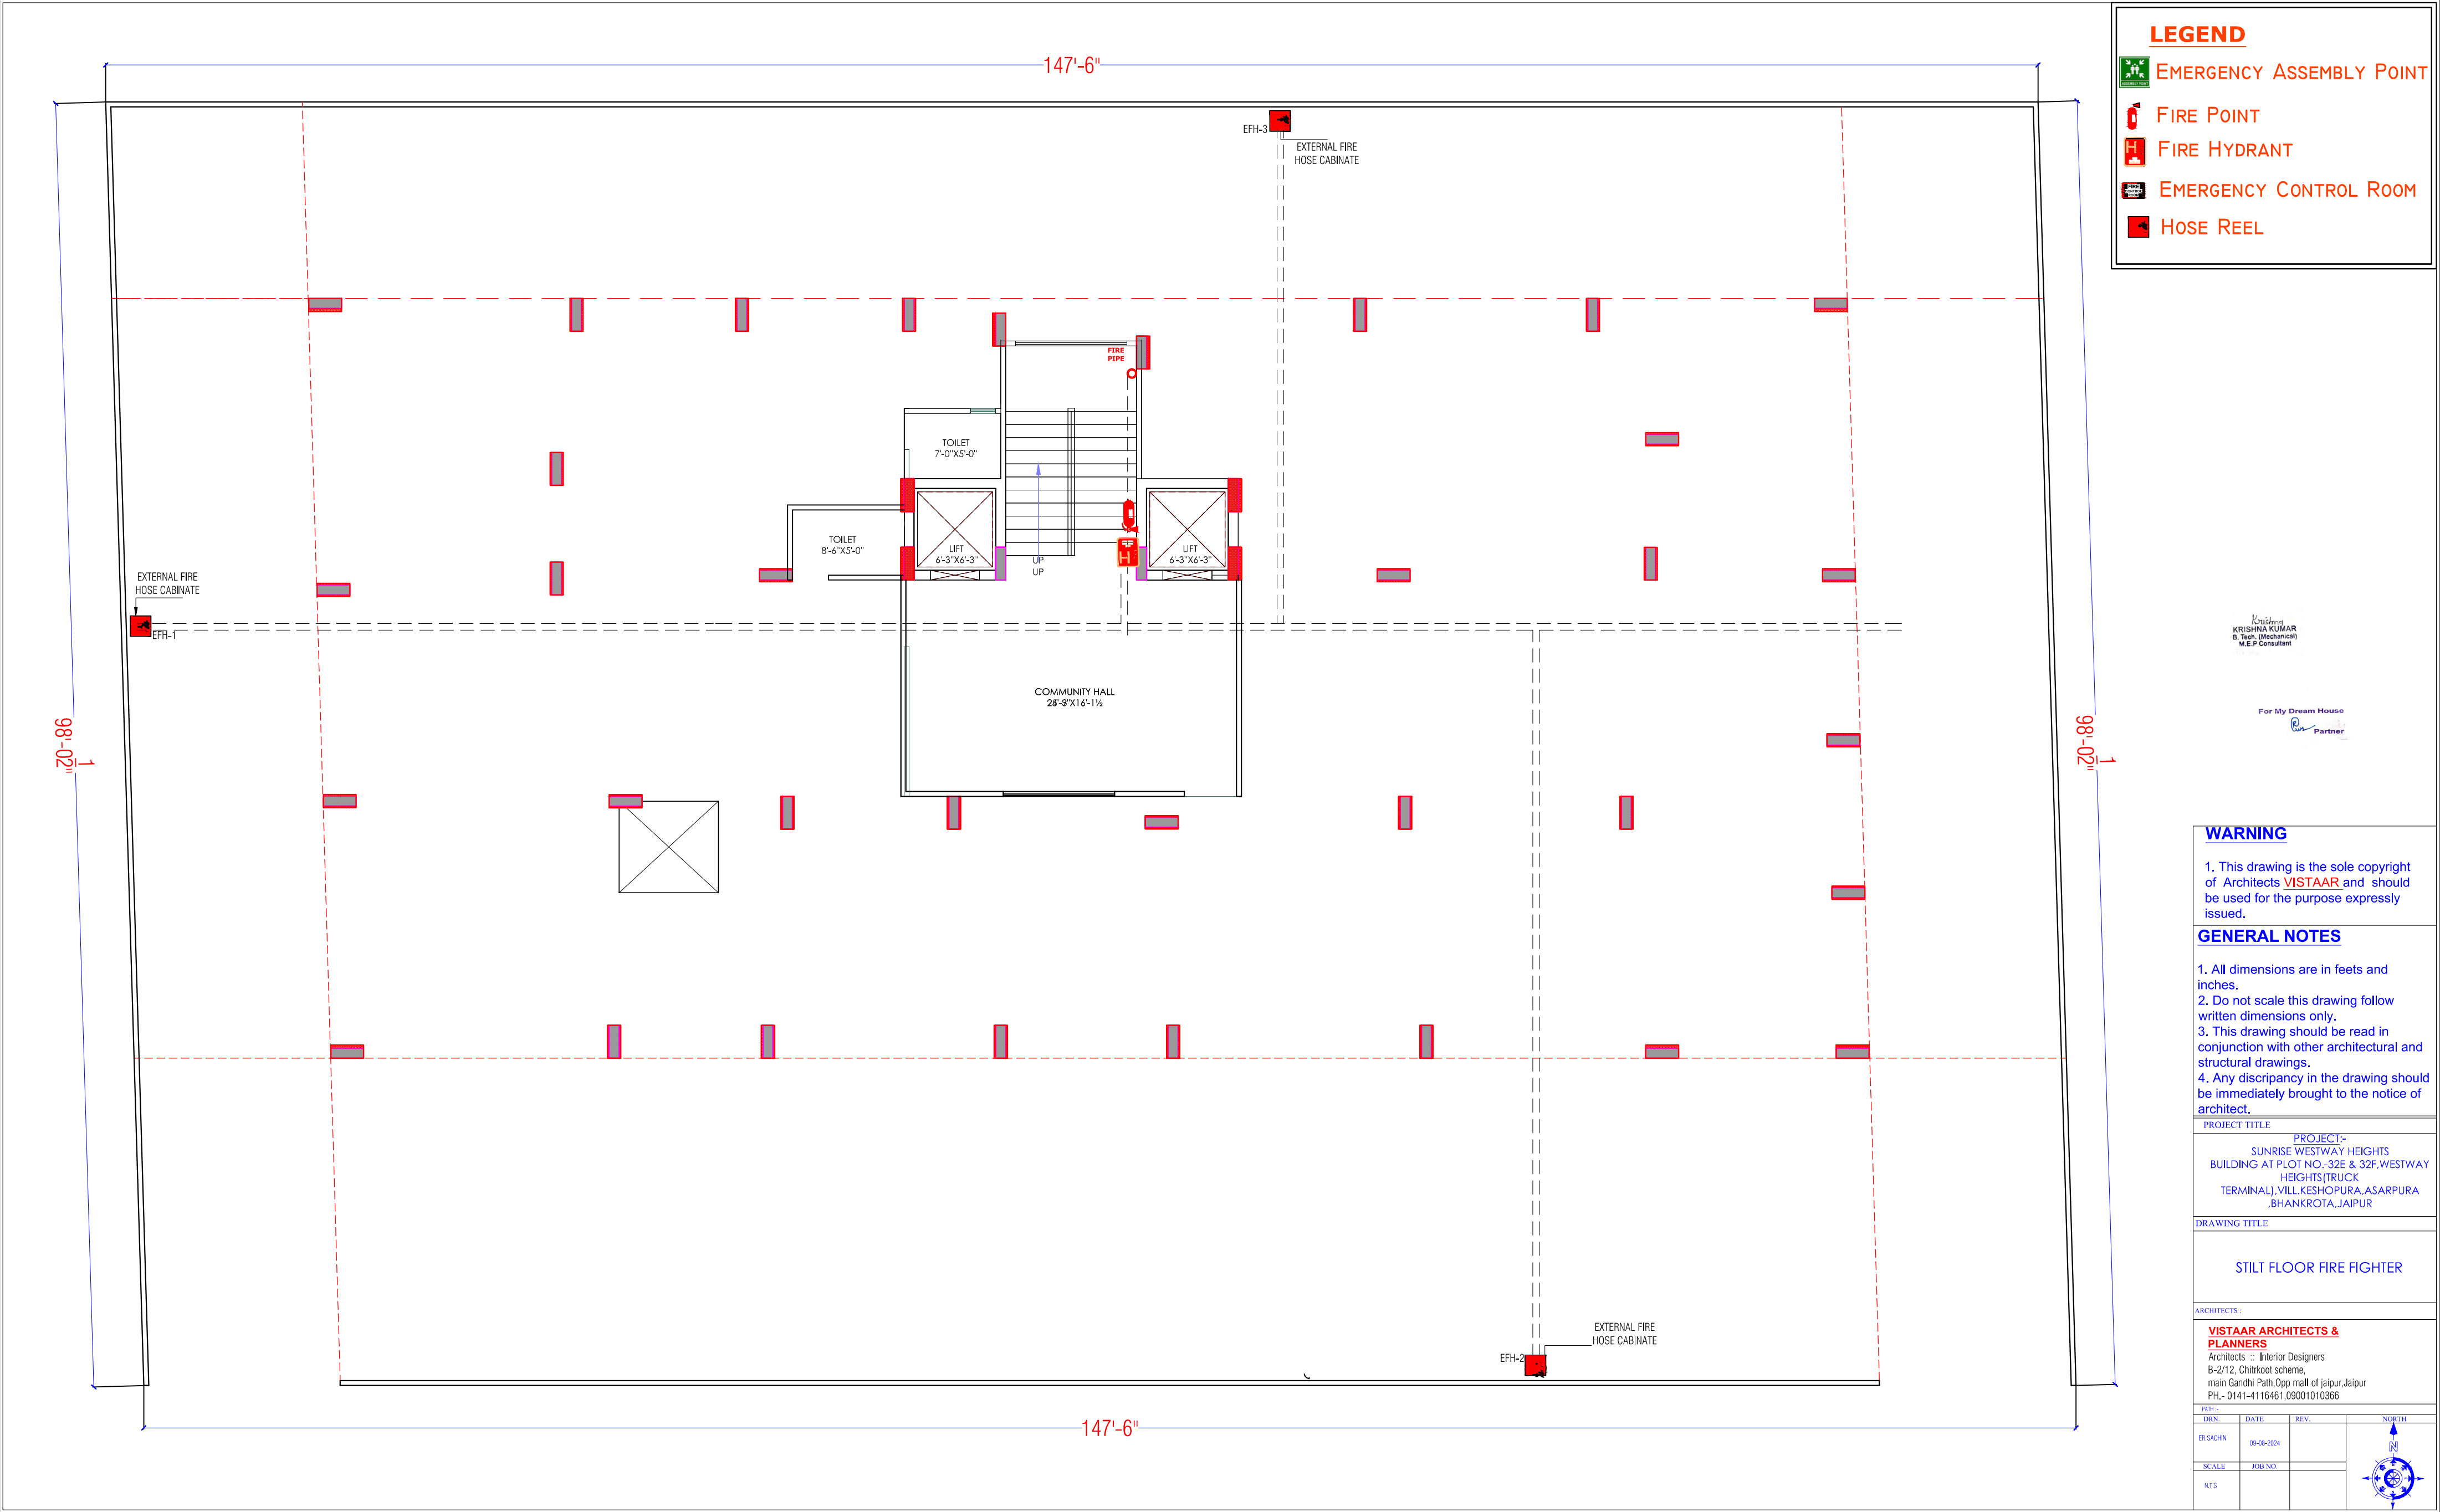 LEGEND
EMERGENCY ASSEMBLY POINT
FIRE POINT
H
FIRE HYDRANT
FIRE CONTROL ROOM
EMERGENCY CONTROL ROOM
HOSE REEL
147'-6"
EFH-3
EXTERNAL FIRE
HOSE CABINATE
FIRE
PIPE
TOILET
7'-0"X5'-0"
TOILET
8'-6"X5'-0"
LIFT
6'-3"X6'-3"
UP
UP
H
LIFT
6'-3"X6'-3"
EXTERNAL FIRE
HOSE CABINATE
EFH-1
COMMUNITY HALL
X16'-1½
98'-02 1"
98'-02 1"
EXTERNAL FIRE
HOSE CABINATE
EFH-2
147'-6"
Krishna
KRISHNA KUMAR
B. Tech. (Mechanical)
M.E.P Consultant
For My Dream House
Partner
WARNING
1. This drawing is the sole copyright
of Architects VISTAAR and should
be used for the purpose expressly
issued.
GENERAL NOTES
1. All dimensions are in feets and
inches.
2. Do not scale this drawing follow
written dimensions only.
3. This drawing should be read in
conjunction with other architectural and
structural drawings.
4. Any discripancy in the drawing should
be immediately brought to the notice of
architect.
PROJECT TITLE
PROJECT:-
SUNRISE WESTWAY HEIGHTS
BUILDING AT PLOT NO.-32E & 32F,WESTWAY
HEIGHTS(TRUCK
TERMINAL),VILL.KESHOPURA,ASARPURA
,BHANKROTA,JAIPUR
DRAWING TITLE
STILT FLOOR FIRE FIGHTER
ARCHITECTS :
VISTAAR ARCHITECTS &
PLANNERS
Architects :: Interior Designers
B-2/12, Chitrkoot scheme,
main Gandhi Path,Opp mall of jaipur,Jaipur
PH.- 0141-4116461,09001010366
PATH :-
DRN. DATE REV. NORTH
ER.SACHIN 09-08-2024
N
SCALE JOB NO.
N.T.S